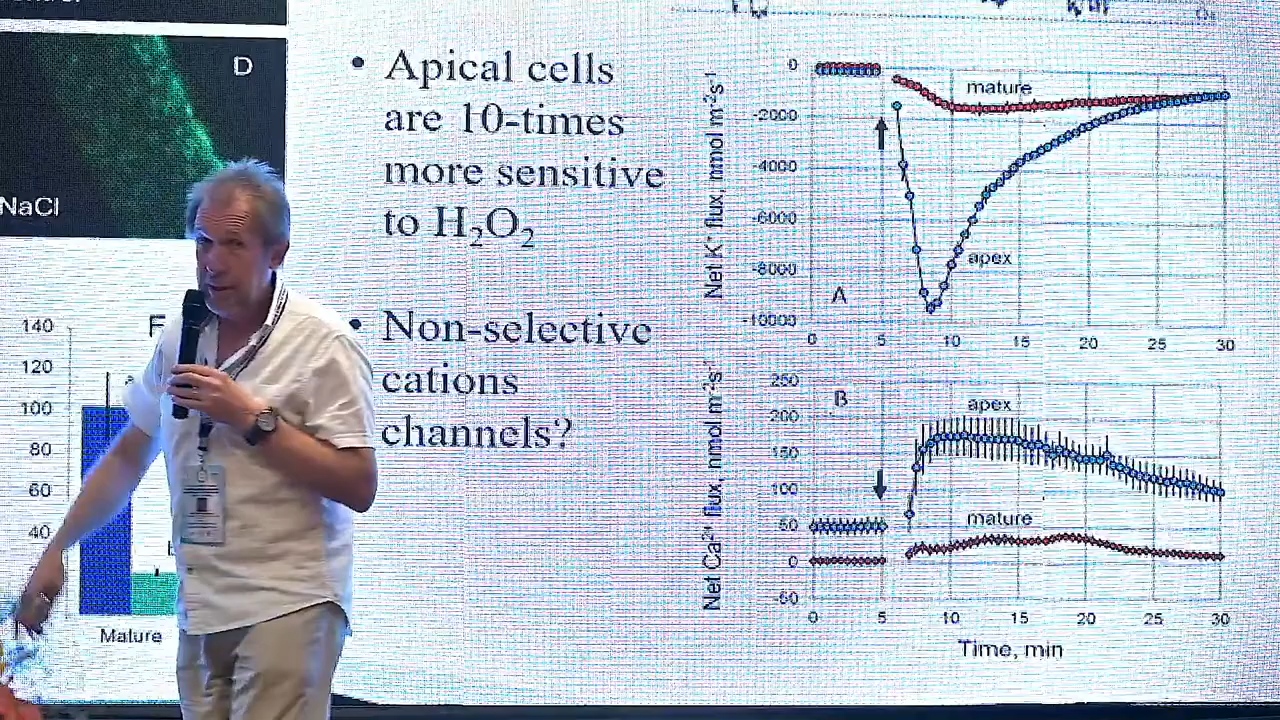 D
NaCl
• Apical cells
are 10-times
more sensitive
to H₂O₂
• Non-selective
cations
channels?
F
140
120
100
80
60
40
Mature
Net K⁺ flux, nmol m⁻²s⁻¹
0
-2000
-4000
-6000
-8000
-10000
mature
apex
A
0 5 10 15 20 25 30
Net Ca²⁺ flux, nmol m⁻²s⁻¹
250
200
150
100
50
0
-50
B
apex
mature
0 5 10 15 20 25 30
Time, min